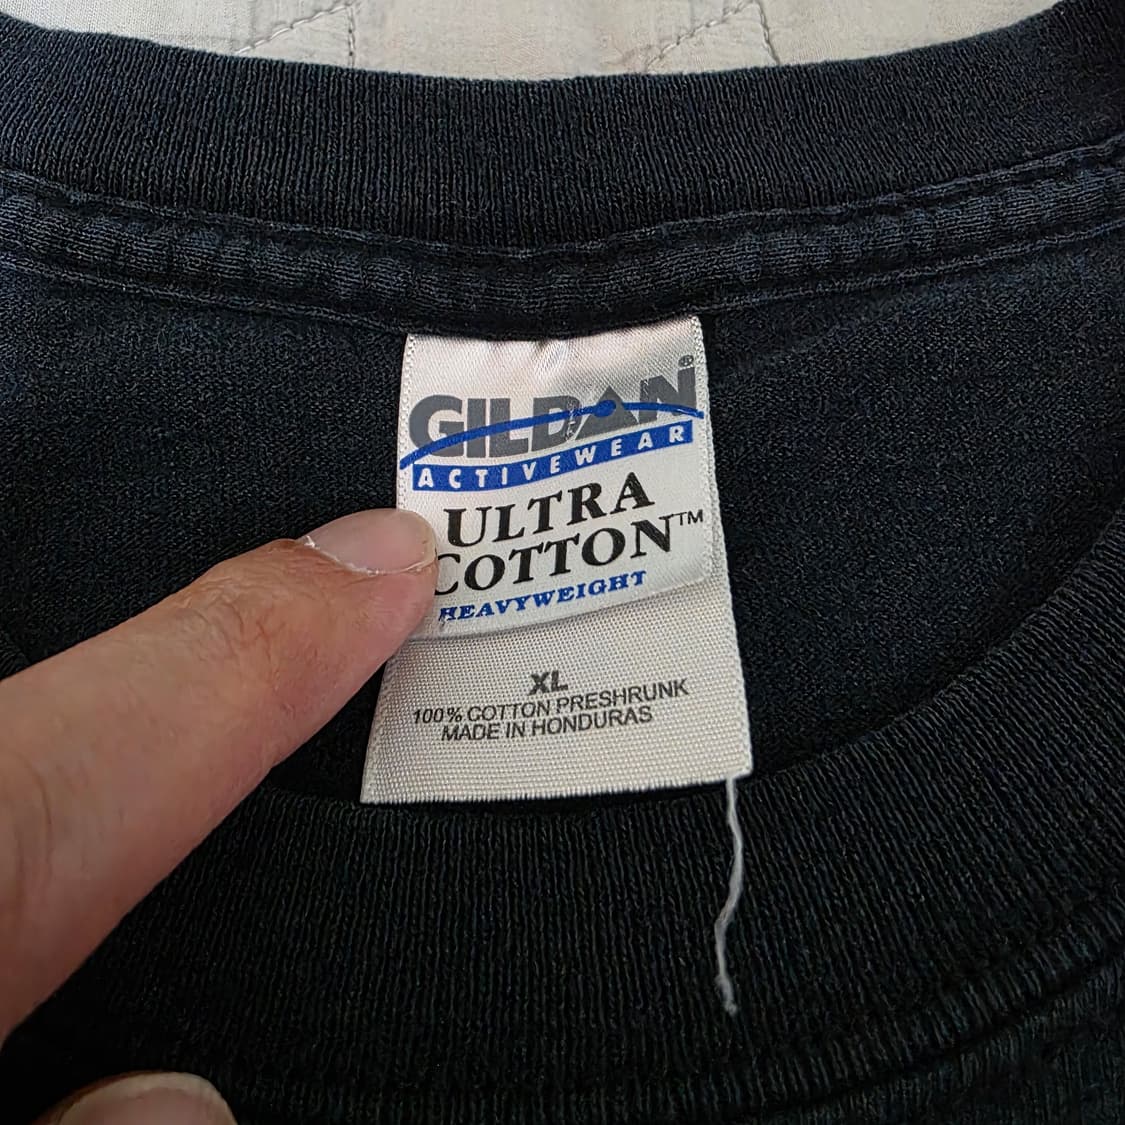 GILDAN®
ACTIVEWEAR
ULTRA
COTTON™
HEAVYWEIGHT
XL
100% COTTON PRESHRUNK
MADE IN HONDURAS